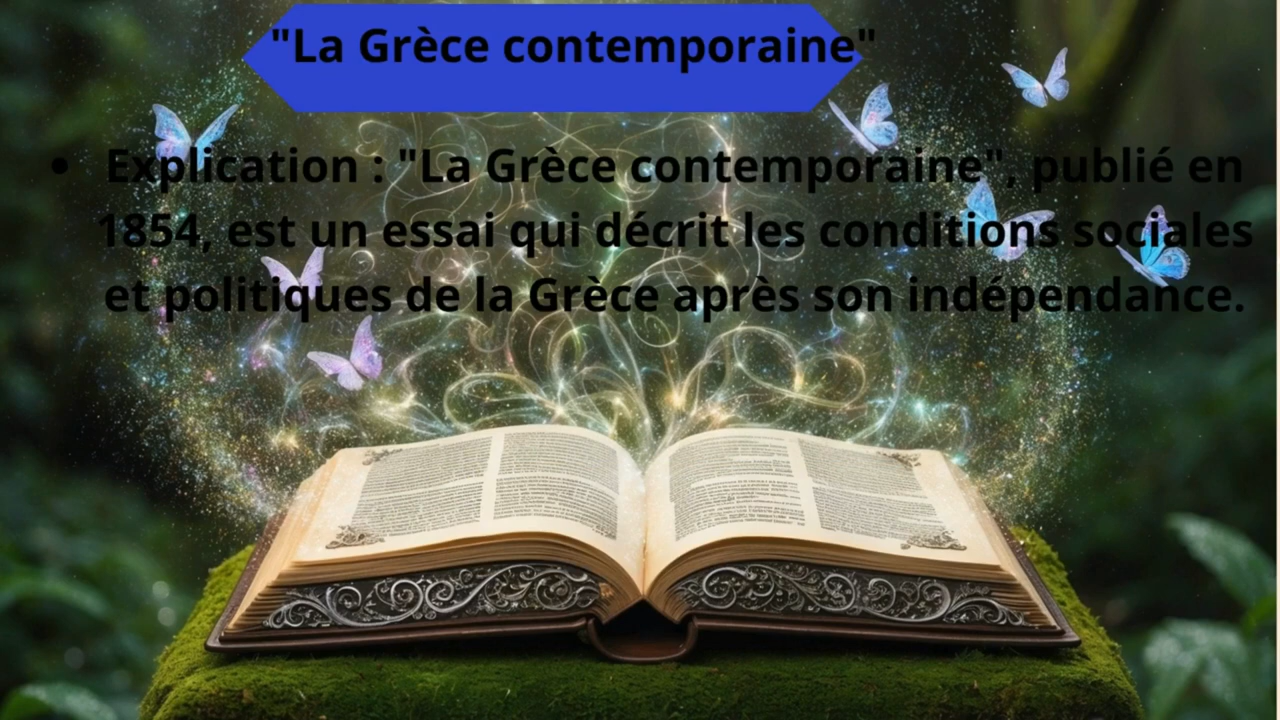 "La Grèce contemporaine"
• Explication : "La Grèce contemporaine", publié en
1854, est un essai qui décrit les conditions sociales
et politiques de la Grèce après son indépendance.